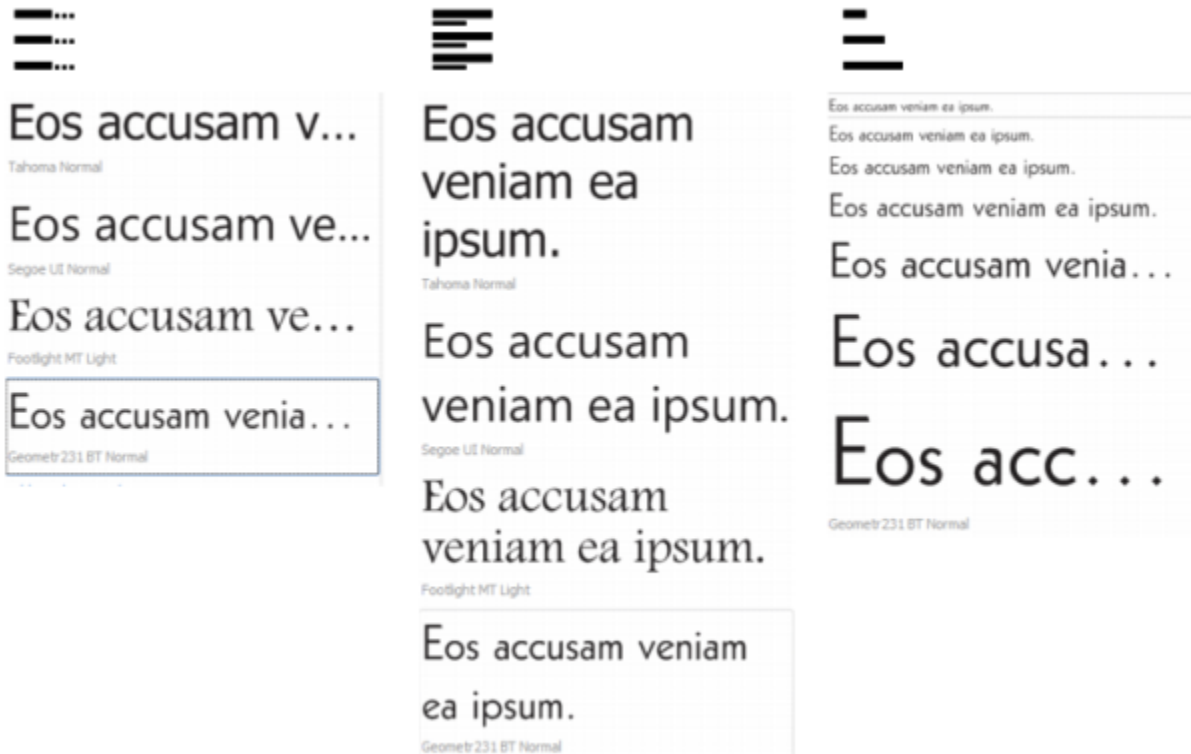 Eos accusam v...
Tahoma Normal
Eos accusam ve...
Segoe UI Normal
Eos accusam ve...
Footlight MT Light
Eos accusam venia...
Geometr231 BT Normal
Eos accusam
veniam ea
ipsum.
Tahoma Normal
Eos accusam
veniam ea ipsum.
Segoe UI Normal
Eos accusam
veniam ea ipsum.
Footlight MT Light
Eos accusam veniam
ea ipsum.
Geometr231 BT Normal
Eos accusam veniam ea ipsum.
Eos accusam veniam ea ipsum.
Eos accusam veniam ea ipsum.
Eos accusam veniam ea ipsum.
Eos accusam venia...
Eos accusa...
Eos acc...
Geometr231 BT Normal